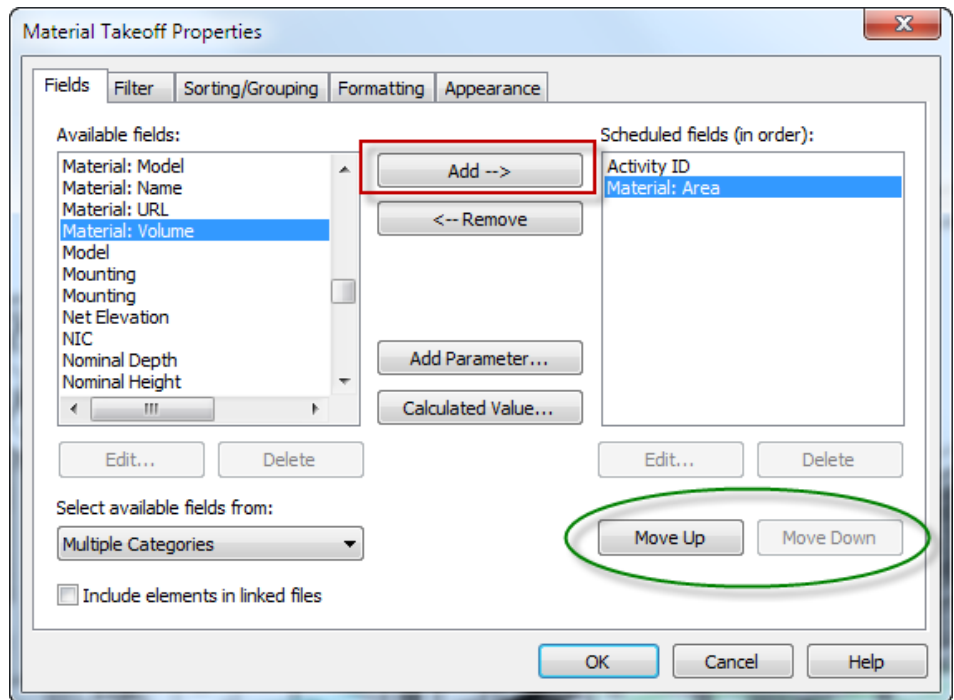 Material Takeoff Properties
Fields
Filter
Sorting/Grouping
Formatting
Appearance
Available fields:
Material: Model
Material: Name
Material: URL
Material: Volume
Model
Mounting
Mounting
Net Elevation
NIC
Nominal Depth
Nominal Height
Add -->
<-- Remove
Add Parameter...
Calculated Value...
Scheduled fields (in order):
Activity ID
Material: Area
Edit...
Delete
Edit...
Delete
Select available fields from:
Multiple Categories
Move Up
Move Down
Include elements in linked files
OK
Cancel
Help